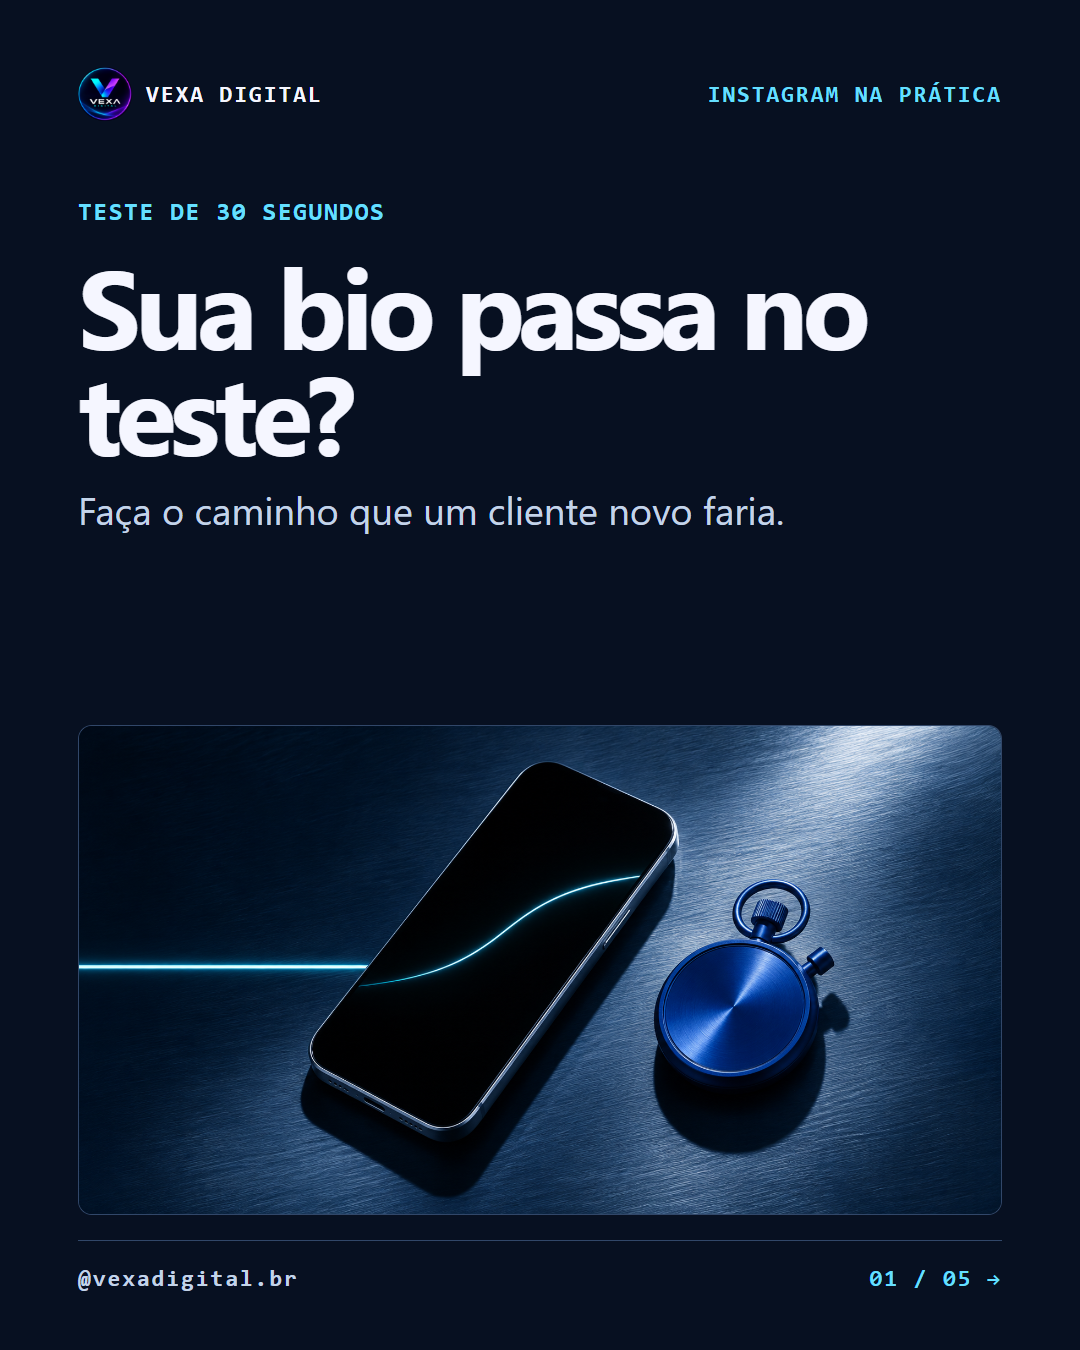 VEXA
VEXA DIGITAL
INSTAGRAM NA PRÁTICA
TESTE DE 30 SEGUNDOS
Sua bio passa no
teste?
Faça o caminho que um cliente novo faria.
@vexadigital.br
01 / 05 →